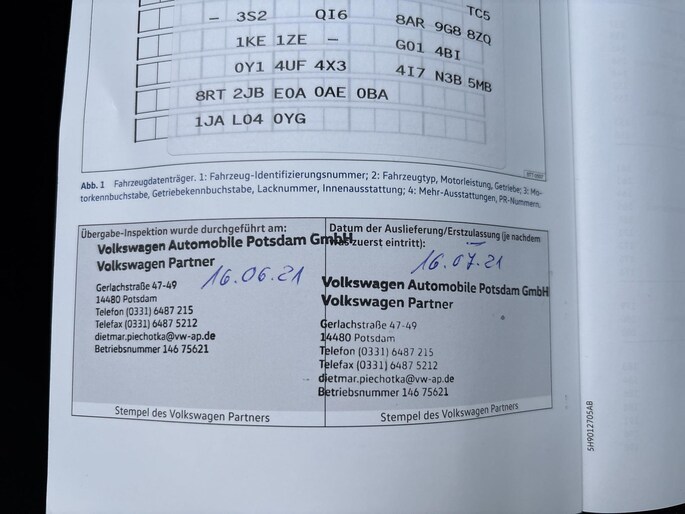 TC5
- 3S2 QI6 8AR 9G8 8ZQ
1KE 1ZE - G01 4BI
0Y1 4UF 4X3 4I7 N3B 5MB
8RT 2JB E0A 0AE 0BA
1JA L04 0YG
Abb. 1 Fahrzeugdatenträger. 1: Fahrzeug-Identifizierungsnummer; 2: Fahrzeugtyp, Motorleistung, Getriebe; 3: Mo-
torkennbuchstabe, Getriebekennbuchstabe, Lacknummer, Innenausstattung; 4: Mehr-Ausstattungen, PR-Nummern.
Übergabe-Inspektion wurde durchgeführt am:
Volkswagen Automobile Potsdam GmbH
Volkswagen Partner
16.06.21
Gerlachstraße 47-49
14480 Potsdam
Telefon (0331) 6487 215
Telefax (0331) 6487 5212
dietmar.piechotka@vw-ap.de
Betriebsnummer 146 75621
Stempel des Volkswagen Partners
Datum der Auslieferung/Erstzulassung (je nachdem
was zuerst eintritt):
16.07.21
Volkswagen Automobile Potsdam GmbH
Volkswagen Partner
Gerlachstraße 47-49
14480 Potsdam
Telefon (0331) 6487 215
Telefax (0331) 6487 5212
dietmar.piechotka@vw-ap.de
Betriebsnummer 146 75621
Stempel des Volkswagen Partners
5H9012705AB